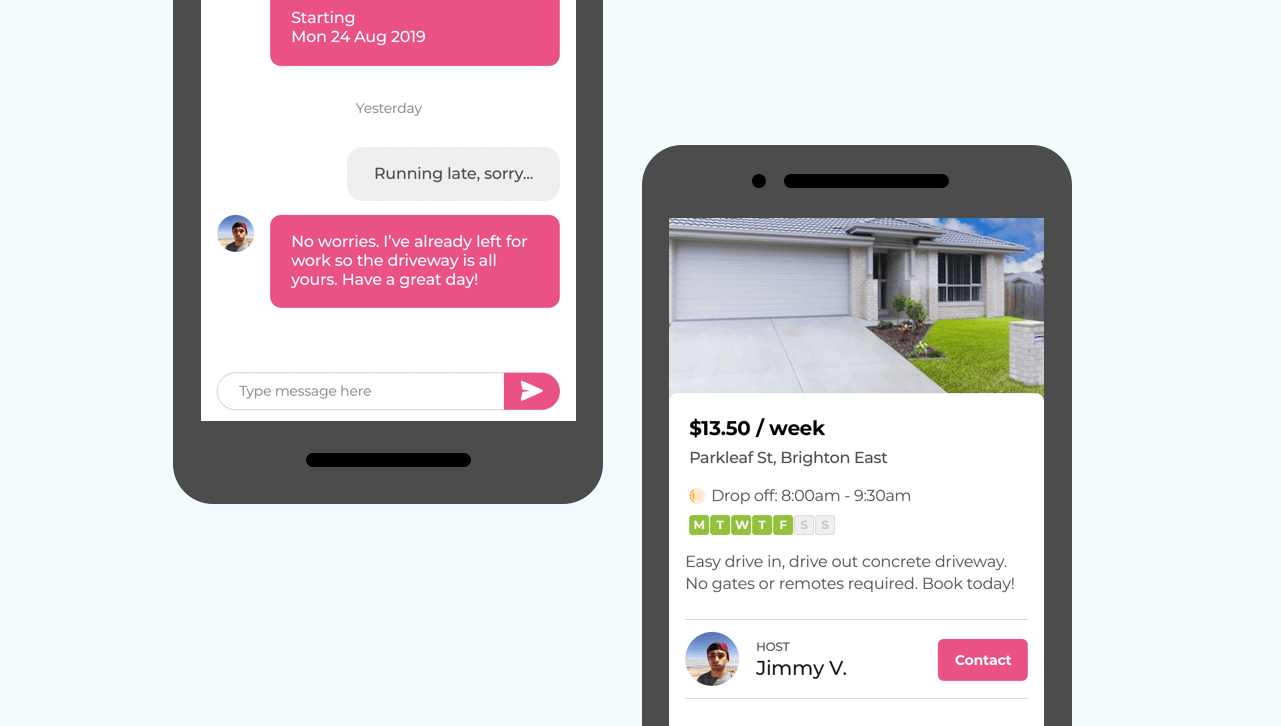 Starting
Mon 24 Aug 2019
Yesterday
Running late, sorry...
No worries. I’ve already left for
work so the driveway is all
yours. Have a great day!
Type message here
$13.50 / week
Parkleaf St, Brighton East
Drop off: 8:00am - 9:30am
M T W T F S S
Easy drive in, drive out concrete driveway.
No gates or remotes required. Book today!
HOST
Jimmy V.
Contact